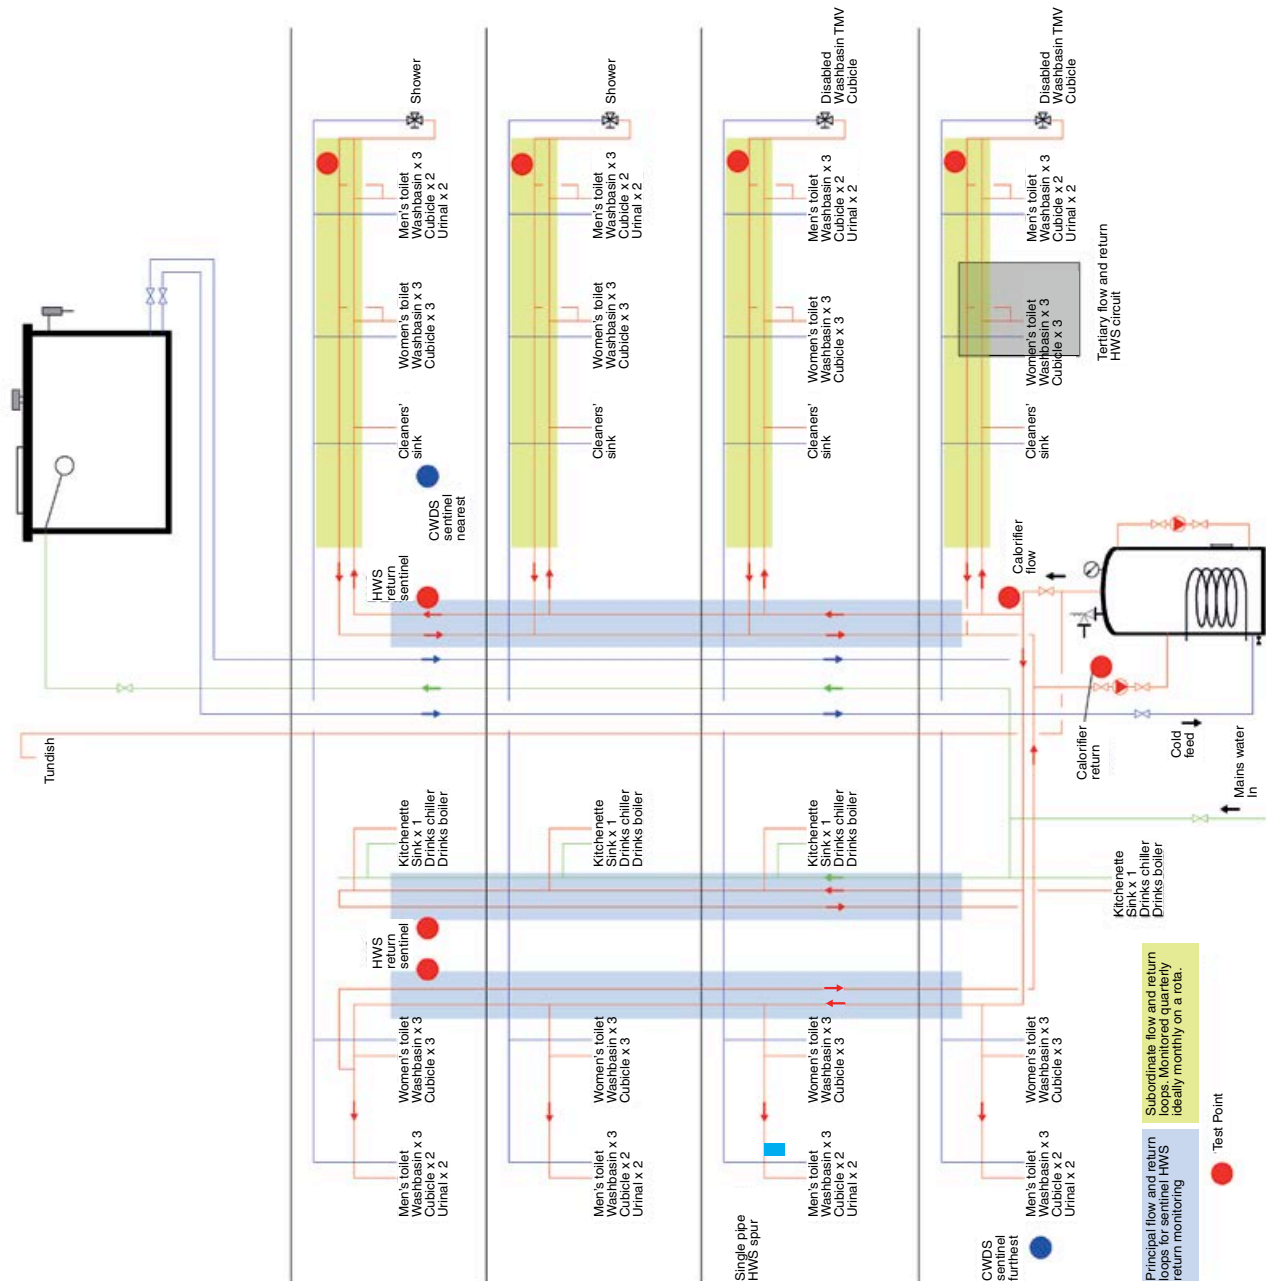 Tundish
Shower
Men's toilet
Washbasin x 3
Cubicle x 2
Urinal x 2
Women's toilet
Washbasin x 3
Cubicle x 3
Cleaners'
sink
CWDS
sentinel
nearest
HWS
return
sentinel
Kitchenette
Sink x 1
Drinks chiller
Drinks boiler
HWS
return
sentinel
Women's toilet
Washbasin x 3
Cubicle x 3
Men's toilet
Washbasin x 3
Cubicle x 2
Urinal x 2
Shower
Men's toilet
Washbasin x 3
Cubicle x 2
Urinal x 2
Women's toilet
Washbasin x 3
Cubicle x 3
Cleaners'
sink
Kitchenette
Sink x 1
Drinks chiller
Drinks boiler
Women's toilet
Washbasin x 3
Cubicle x 3
Men's toilet
Washbasin x 3
Cubicle x 2
Urinal x 2
Disabled
Washbasin TMV
Cubicle
Men's toilet
Washbasin x 3
Cubicle x 2
Urinal x 2
Women's toilet
Washbasin x 3
Cubicle x 3
Cleaners'
sink
Kitchenette
Sink x 1
Drinks chiller
Drinks boiler
Women's toilet
Washbasin x 3
Cubicle x 3
Men's toilet
Washbasin x 3
Cubicle x 2
Urinal x 2
Single pipe
HWS spur
Disabled
Washbasin TMV
Cubicle
Men's toilet
Washbasin x 3
Cubicle x 2
Urinal x 2
Women's toilet
Washbasin x 3
Cubicle x 3
Tertiary flow and return
HWS circuit
Cleaners'
sink
Calorifier
flow
Calorifier
return
Cold
feed
Mains water
In
Kitchenette
Sink x 1
Drinks chiller
Drinks boiler
Women's toilet
Washbasin x 3
Cubicle x 3
Men's toilet
Washbasin x 3
Cubicle x 2
Urinal x 2
CWDS
sentinel
furthest
Principal flow and return
loops for sentinel HWS
return monitoring
Subordinate flow and return
loops. Monitored quarterly
ideally monthly on a rota.
Test Point